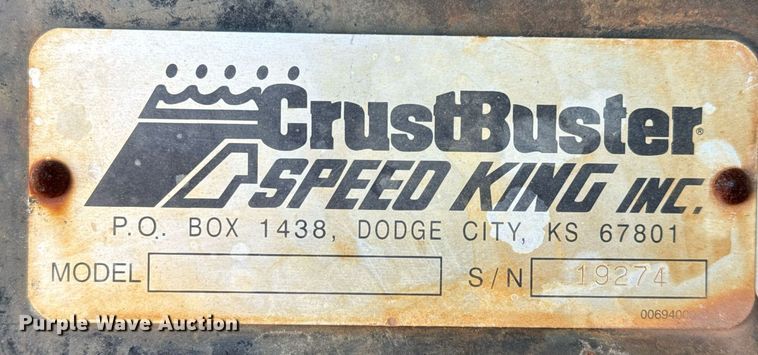 CrustBuster®
SPEED KING INC.
P.O. BOX 1438, DODGE CITY, KS 67801
MODEL
S/N 19274
Purple Wave Auction